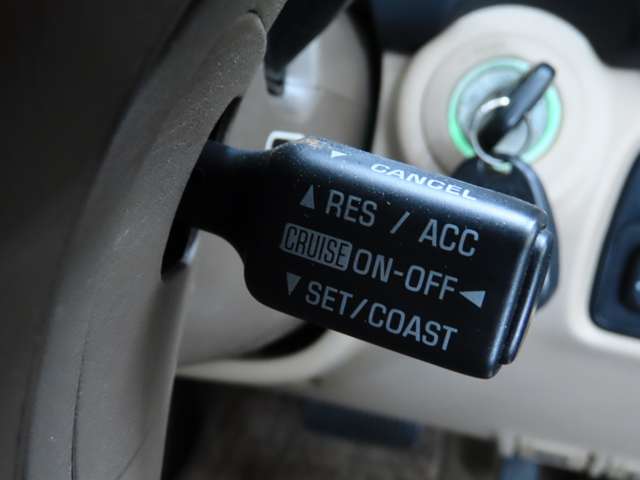 CANCEL
RES / ACC
CRUISE ON-OFF
SET/COAST